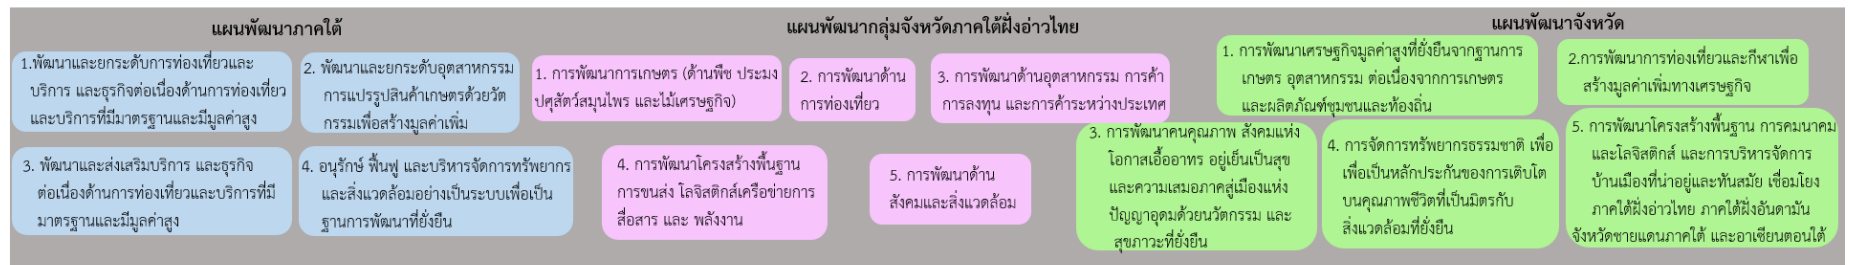 แผนพัฒนาภาคใต้
1.พัฒนาและยกระดับการท่องเที่ยวและ
บริการ และธุรกิจต่อเนื่องด้านการท่องเที่ยว
และบริการที่มีมาตรฐานและมีมูลค่าสูง
2. พัฒนาและยกระดับอุตสาหกรรม
การแปรรูปสินค้าเกษตรด้วยวัต
กรรมเพื่อสร้างมูลค่าเพิ่ม
3. พัฒนาและส่งเสริมบริการ และธุรกิจ
ต่อเนื่องด้านการท่องเที่ยวและบริการที่มี
มาตรฐานและมีมูลค่าสูง
4. อนุรักษ์ ฟื้นฟู และบริหารจัดการทรัพยากร
และสิ่งแวดล้อมอย่างเป็นระบบเพื่อเป็น
ฐานการพัฒนาที่ยั่งยืน
แผนพัฒนากลุ่มจังหวัดภาคใต้ฝั่งอ่าวไทย
1. การพัฒนาการเกษตร (ด้านพืช ประมง
ปศุสัตว์สมุนไพร และไม้เศรษฐกิจ)
2. การพัฒนาด้าน
การท่องเที่ยว
3. การพัฒนาด้านอุตสาหกรรม การค้า
การลงทุน และการค้าระหว่างประเทศ
4. การพัฒนาโครงสร้างพื้นฐาน
การขนส่ง โลจิสติกส์เครือข่ายการ
สื่อสาร และ พลังงาน
5. การพัฒนาด้าน
สังคมและสิ่งแวดล้อม
แผนพัฒนาจังหวัด
1. การพัฒนาเศรษฐกิจมูลค่าสูงที่ยั่งยืนจากฐานการ
เกษตร อุตสาหกรรม ต่อเนื่องจากการเกษตร
และผลิตภัณฑ์ชุมชนและท้องถิ่น
2.การพัฒนาการท่องเที่ยวและกีฬาเพื่อ
สร้างมูลค่าเพิ่มทางเศรษฐกิจ
3. การพัฒนาคนคุณภาพ สังคมแห่ง
โอกาสเอื้ออาทร อยู่เย็นเป็นสุข
และความเสมอภาคสู่เมืองแห่ง
ปัญญาอุดมด้วยนวัตกรรม และ
สุขภาวะที่ยั่งยืน
4. การจัดการทรัพยากรธรรมชาติ เพื่อ
เพื่อเป็นหลักประกันของการเติบโต
บนคุณภาพชีวิตที่เป็นมิตรกับ
สิ่งแวดล้อมที่ยั่งยืน
5. การพัฒนาโครงสร้างพื้นฐาน การคมนาคม
และโลจิสติกส์ และการบริหารจัดการ
บ้านเมืองที่น่าอยู่และทันสมัย เชื่อมโยง
ภาคใต้ฝั่งอ่าวไทย ภาคใต้ฝั่งอันดามัน
จังหวัดชายแดนภาคใต้ และอาเซียนตอนใต้